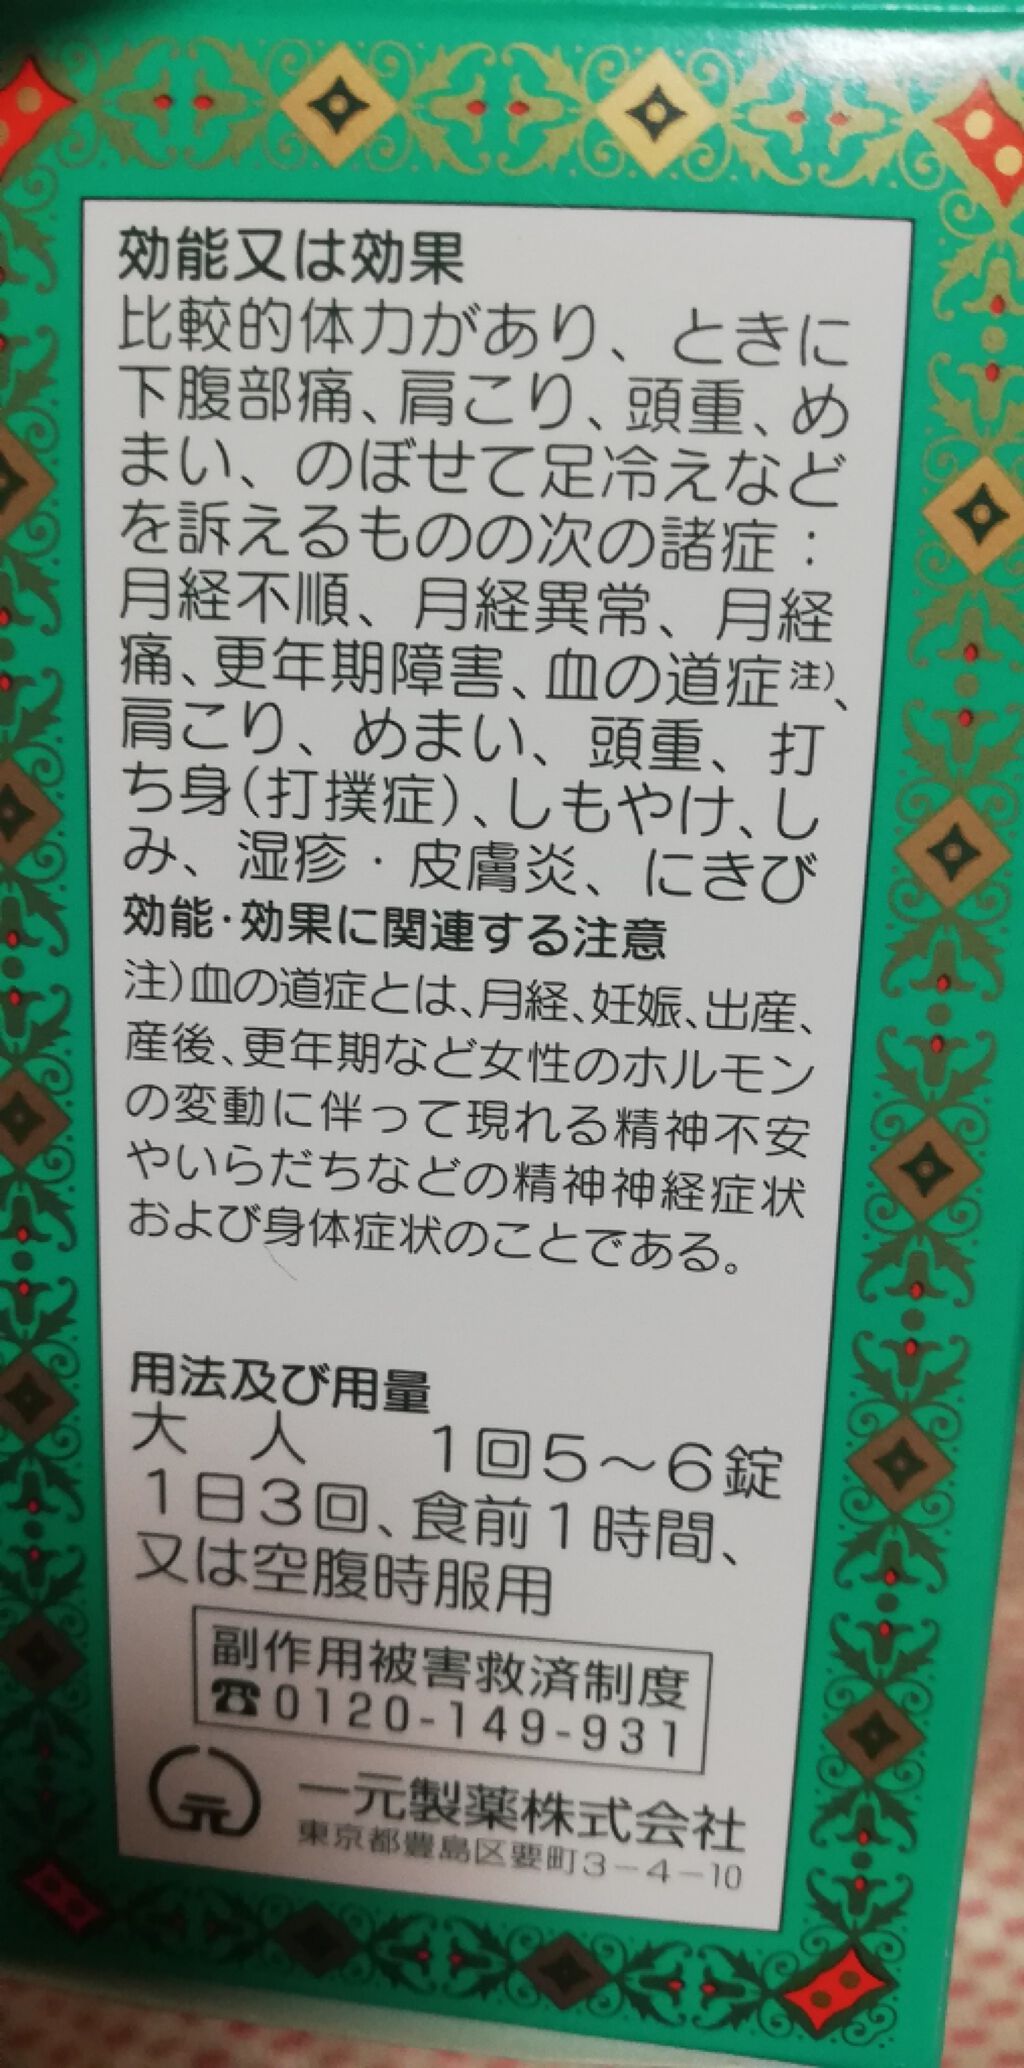 効能又は効果
比較的体力があり、ときに
下腹部痛、肩こり、頭重、め
まい、のぼせて足冷えなど
を訴えるものの次の諸症：
月経不順、月経異常、月経
痛、更年期障害、血の道症注)、
肩こり、めまい、頭重、打
ち身(打撲症)、しもやけ、し
み、湿疹・皮膚炎、にきび
効能・効果に関連する注意
注)血の道症とは、月経、妊娠、出産、
産後、更年期など女性のホルモン
の変動に伴って現れる精神不安
やいらだちなどの精神神経症状
および身体症状のことである。
用法及び用量
大 人 1回5〜6錠
1日3回、食前1時間、
又は空腹時服用
副作用被害救済制度
☎0120-149-931
元
一元製薬株式会社
東京都豊島区要町3-4-10